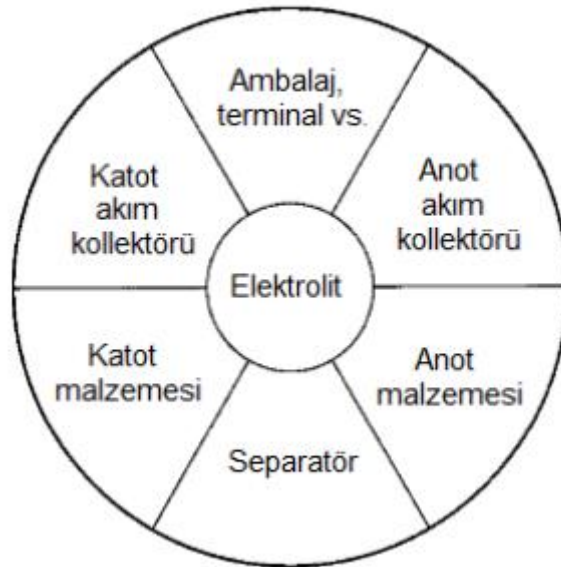 Ambalaj,
terminal vs.
Katot
akım
kollektörü
Anot
akım
kollektörü
Elektrolit
Katot
malzemesi
Anot
malzemesi
Separatör